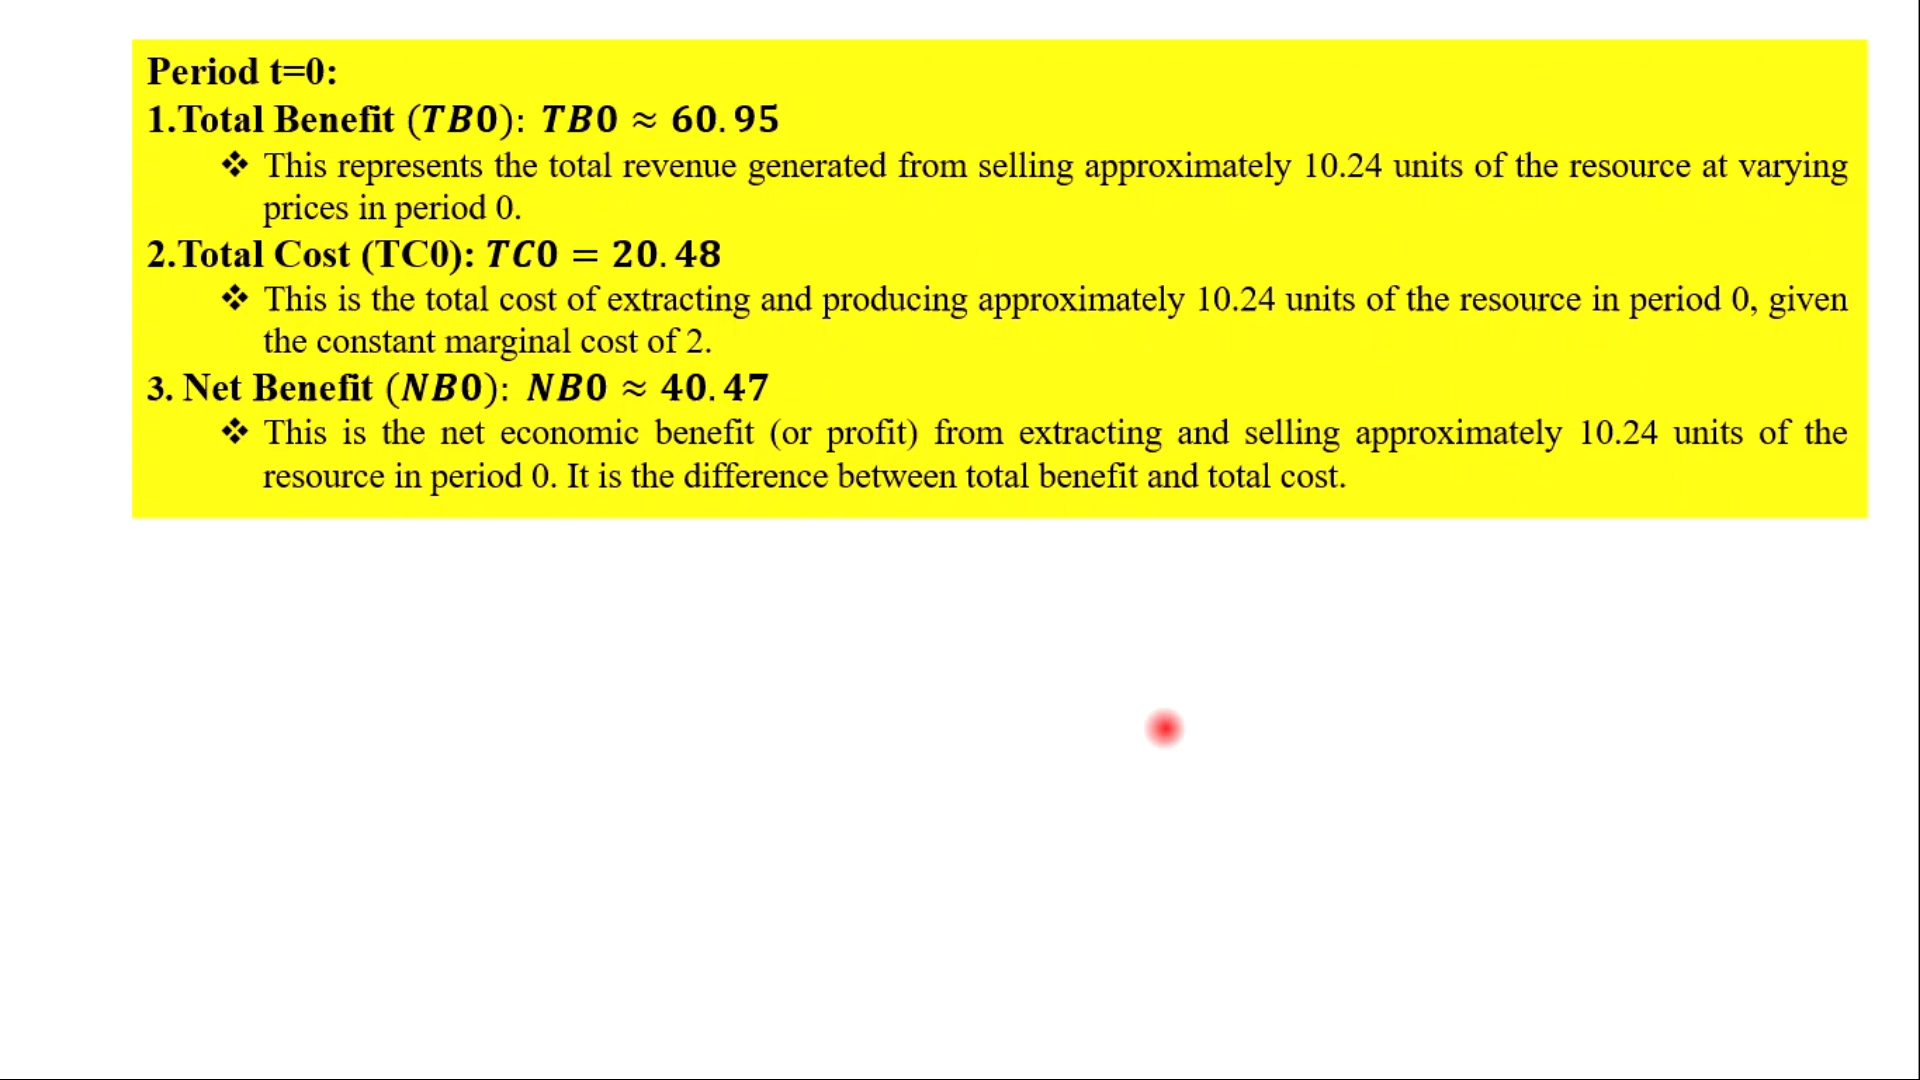 Period t=0:
1.Total Benefit (TB0): TB0 ≈ 60.95
❖ This represents the total revenue generated from selling approximately 10.24 units of the resource at varying
prices in period 0.
2.Total Cost (TC0): TC0 = 20.48
❖ This is the total cost of extracting and producing approximately 10.24 units of the resource in period 0, given
the constant marginal cost of 2.
3. Net Benefit (NB0): NB0 ≈ 40.47
❖ This is the net economic benefit (or profit) from extracting and selling approximately 10.24 units of the
resource in period 0. It is the difference between total benefit and total cost.